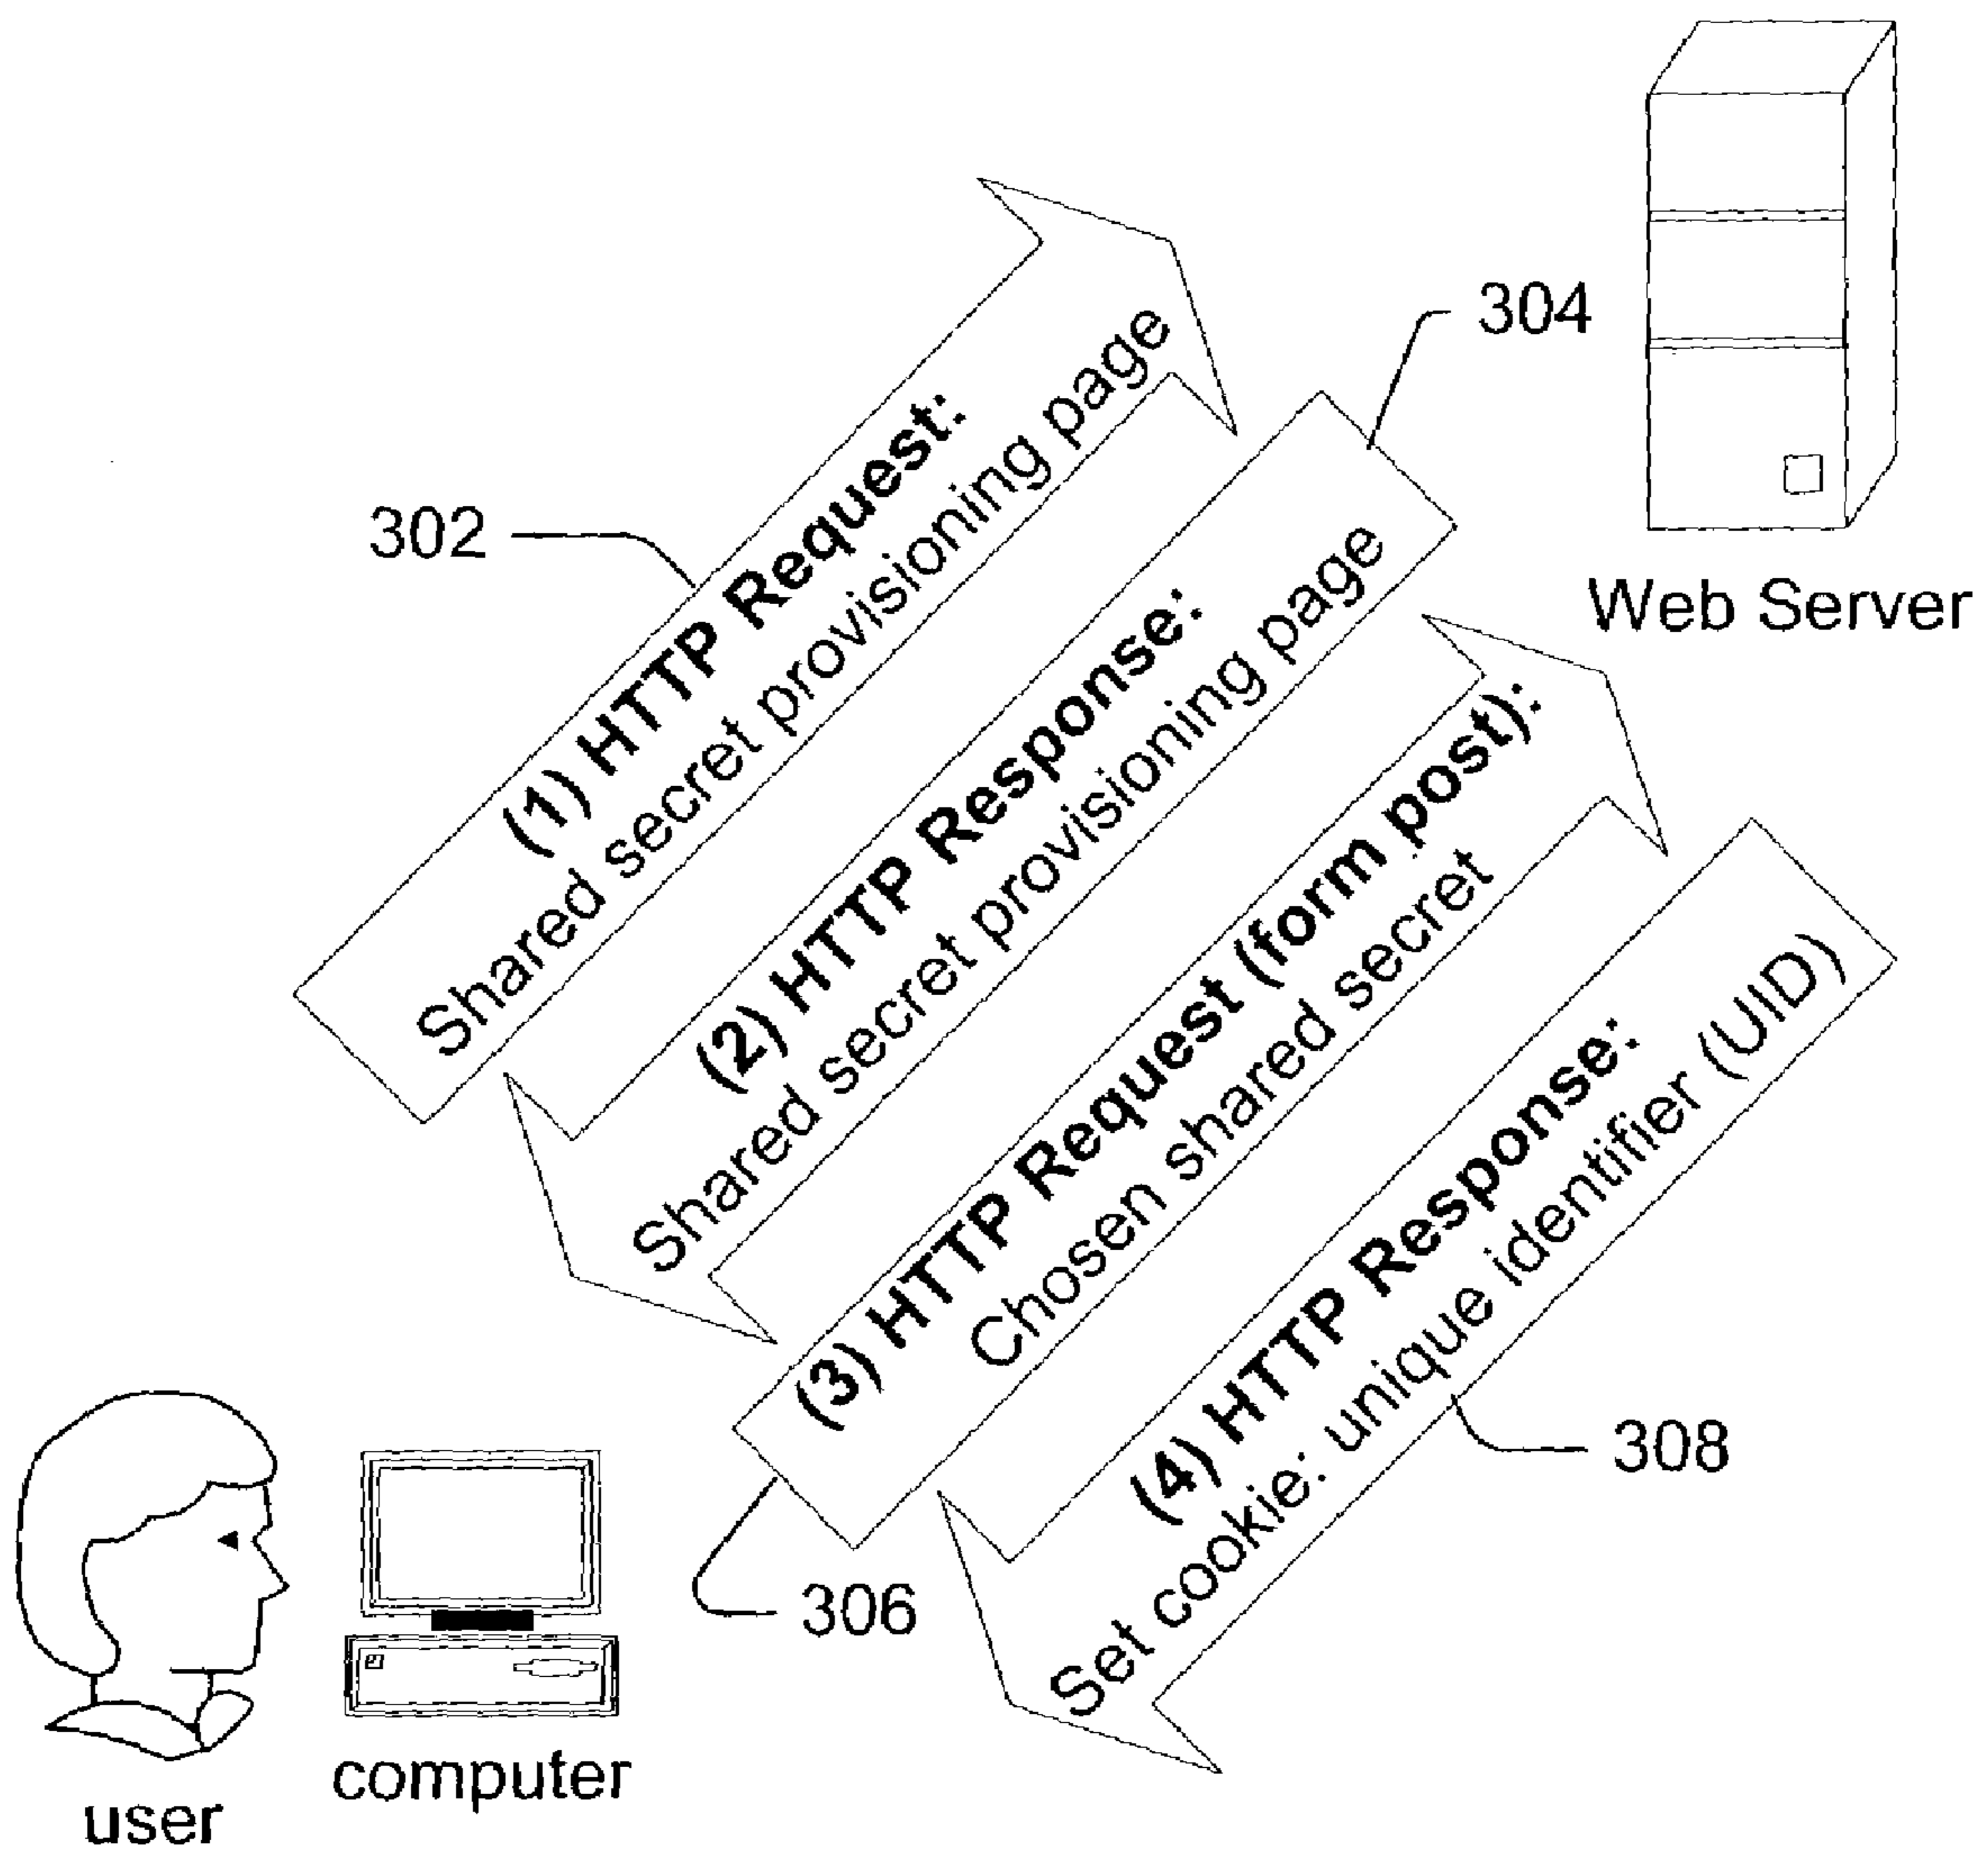 302
(1) HTTP Request:
Shared secret provisioning page
304
(2) HTTP Response:
Shared secret provisioning page
Web Server
(3) HTTP Request (form post):
Chosen shared secret
306
(4) HTTP Response:
Set cookie: unique identifier (UID)
308
user
computer